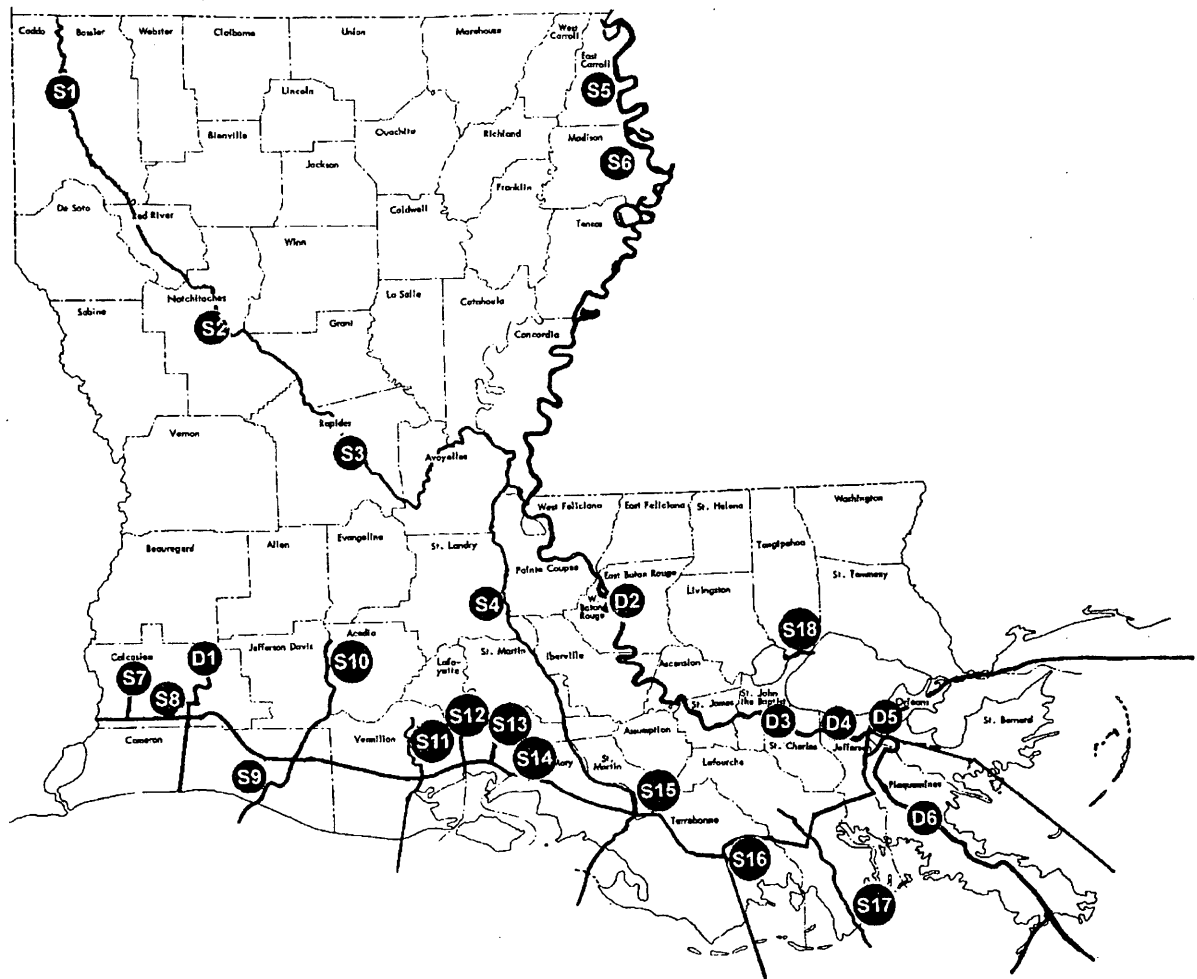 Caddo
Bossier
Webster
Claiborne
Union
Morehouse
West
Carroll
East
Carroll
S1
S5
Lincoln
Bienville
Ouachita
Richland
Madison
Jackson
S6
Franklin
De Soto
Red River
Caldwell
Tensas
Winn
Natchitoches
La Salle
Catahoula
Sabine
S2
Grant
Concordia
Rapides
Vernon
S3
Avoyelles
West Feliciana
East Feliciana
St. Helena
Washington
Beauregard
Allen
Evangeline
St. Landry
Tangipahoa
Pointe Coupee
East Baton Rouge
St. Tammany
S4
W.
Baton
Rouge
D2
Livingston
Calcasieu
D1
Jefferson Davis
Acadia
S10
Lafa-
yette
St. Martin
Iberville
Ascension
S18
S7
S8
S12
S13
St. James
St. John
the Baptist
D3
D4
D5
Orleans
St. Bernard
Cameron
Vermilion
S11
S14
ary
Assumption
St. Charles
Jefferson
S9
St.
Martin
Lafourche
S15
Plaquemines
Terrebonne
D6
S16
S17